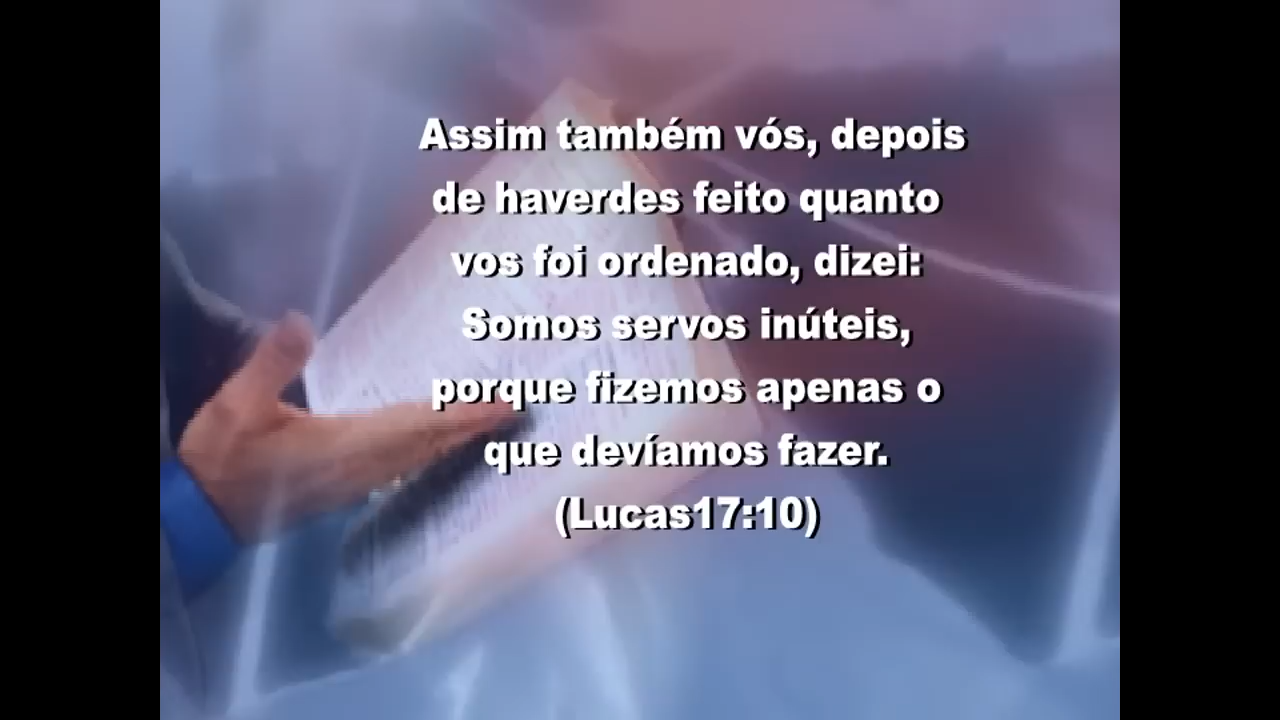 Assim também vós, depois
de haverdes feito quanto
vos foi ordenado, dizei:
Somos servos inúteis,
porque fizemos apenas o
que devíamos fazer.
(Lucas17:10)